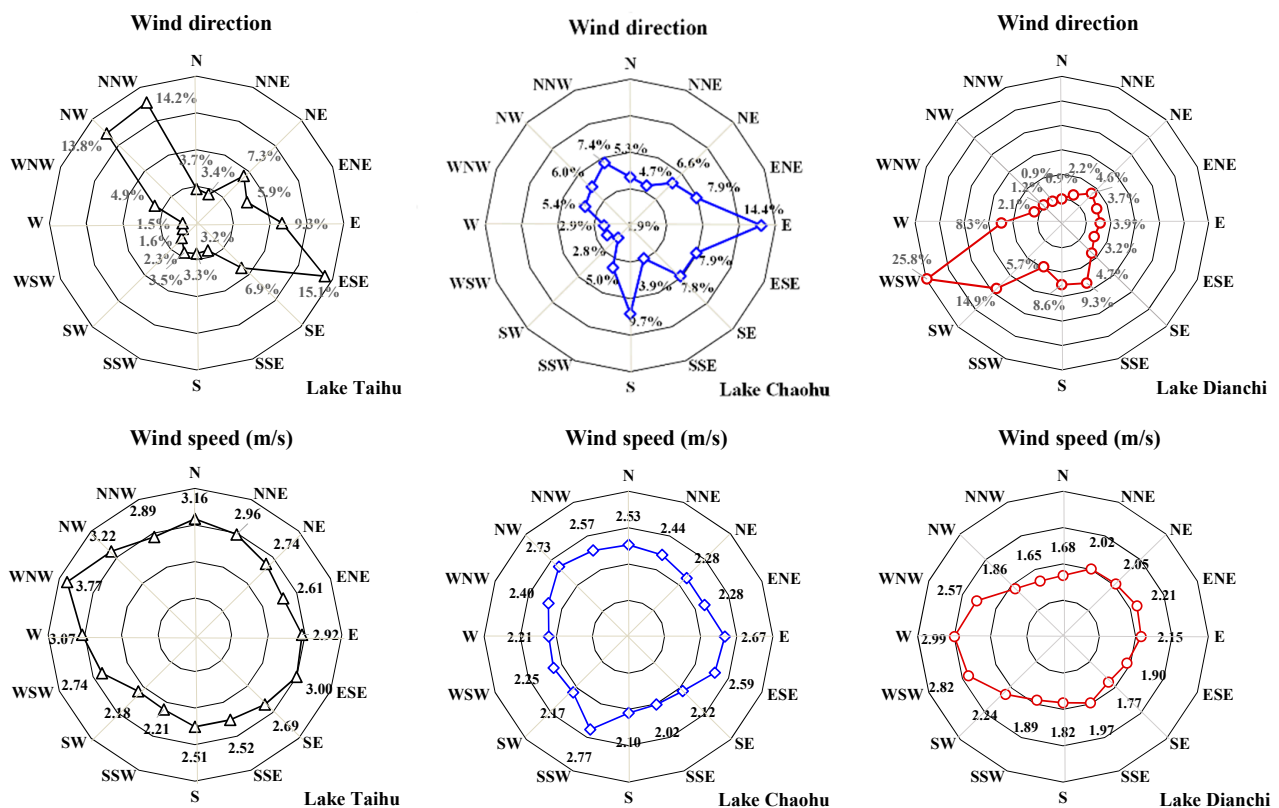 Wind direction
N
NNW
NNE
14.2%
NW
NE
13.8%
3.7%
7.3%
3.4%
WNW
ENE
4.9%
5.9%
W
1.5%
9.3%
E
1.6%
3.2%
WSW
2.3%
ESE
3.5%
3.3%
6.9%
15.1%
SW
SE
SSW
SSE
S
Lake Taihu
Wind direction
N
NNW
NNE
NW
NE
7.4%
5.3%
6.0%
4.7%
6.6%
WNW
ENE
5.4%
7.9%
14.4%
W
2.9%
E
2.8%
WSW
7.9%
ESE
5.0%
3.9%
7.8%
9.7%
SW
SE
SSW
SSE
S
Lake Chaohu
Wind direction
N
NNW
NNE
NW
NE
WNW
0.9%
2.2%
ENE
1.2%
0.9%
4.6%
2.1%
3.7%
W
8.3%
3.9%
E
3.2%
25.8%
5.7%
4.7%
WSW
ESE
14.9%
8.6%
9.3%
SW
SE
SSW
SSE
S
Lake Dianchi
Wind speed (m/s)
N
NNW
NNE
3.16
2.89
2.96
NW
NE
3.22
2.74
WNW
ENE
3.77
2.61
W
3.07
2.92
E
WSW
2.74
3.00
ESE
2.18
2.21
2.51
2.52
2.69
SW
SE
SSW
SSE
S
Lake Taihu
Wind speed (m/s)
N
NNW
NNE
2.57
2.53
2.44
NW
NE
2.73
2.28
WNW
ENE
2.40
2.28
W
2.21
2.67
E
WSW
2.25
2.59
ESE
2.17
2.12
2.77
2.10
2.02
SW
SE
SSW
SSE
S
Lake Chaohu
Wind speed (m/s)
N
NNW
NNE
NW
NE
1.65
1.68
2.02
1.86
2.05
WNW
ENE
2.57
2.21
W
2.99
2.15
E
WSW
2.82
1.90
ESE
2.24
1.77
1.89
1.82
1.97
SW
SE
SSW
SSE
S
Lake Dianchi